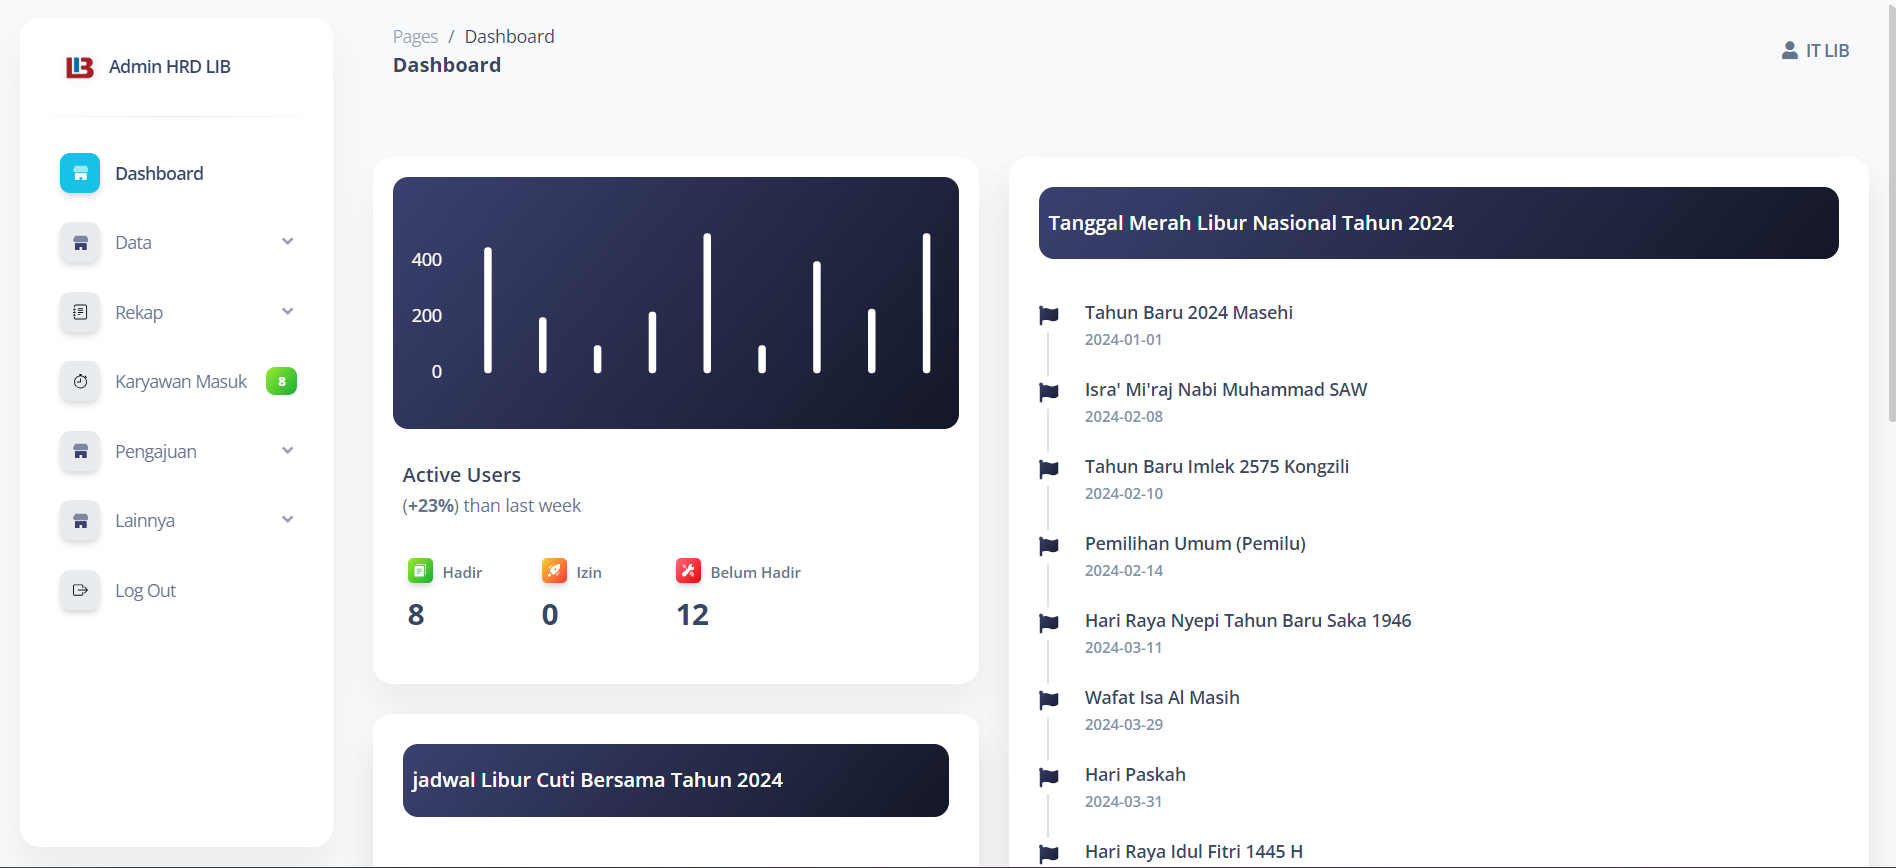 LIB
Admin HRD LIB
Dashboard
Data
Rekap
Karyawan Masuk 8
Pengajuan
Lainnya
Log Out
Pages / Dashboard
Dashboard
IT LIB
400
200
0
Active Users
(+23%) than last week
Hadir
8
Izin
0
Belum Hadir
12
jadwal Libur Cuti Bersama Tahun 2024
Tanggal Merah Libur Nasional Tahun 2024
Tahun Baru 2024 Masehi
2024-01-01
Isra' Mi'raj Nabi Muhammad SAW
2024-02-08
Tahun Baru Imlek 2575 Kongzili
2024-02-10
Pemilihan Umum (Pemilu)
2024-02-14
Hari Raya Nyepi Tahun Baru Saka 1946
2024-03-11
Wafat Isa Al Masih
2024-03-29
Hari Paskah
2024-03-31
Hari Raya Idul Fitri 1445 H